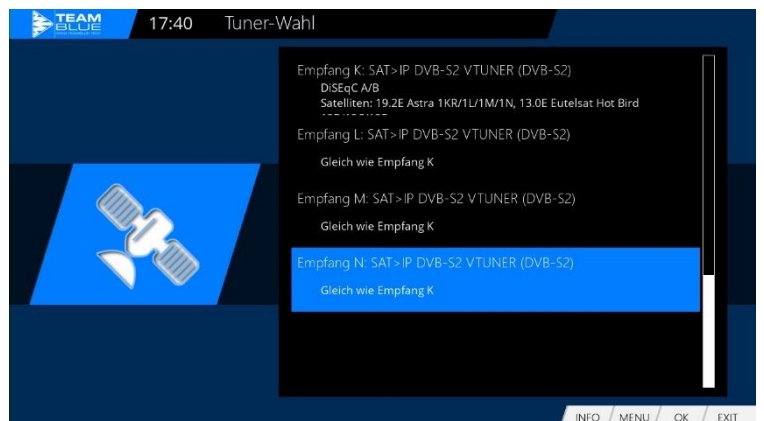 TEAM
BLUE
17:40 Tuner-Wahl
Empfang K: SAT>IP DVB-S2 VTUNER (DVB-S2)
DiSEqC A/B
Satelliten: 19.2E Astra 1KR/1L/1M/1N, 13.0E Eutelsat Hot Bird
Empfang L: SAT>IP DVB-S2 VTUNER (DVB-S2)
Gleich wie Empfang K
Empfang M: SAT>IP DVB-S2 VTUNER (DVB-S2)
Gleich wie Empfang K
Empfang N: SAT>IP DVB-S2 VTUNER (DVB-S2)
Gleich wie Empfang K
INFO MENU OK EXIT